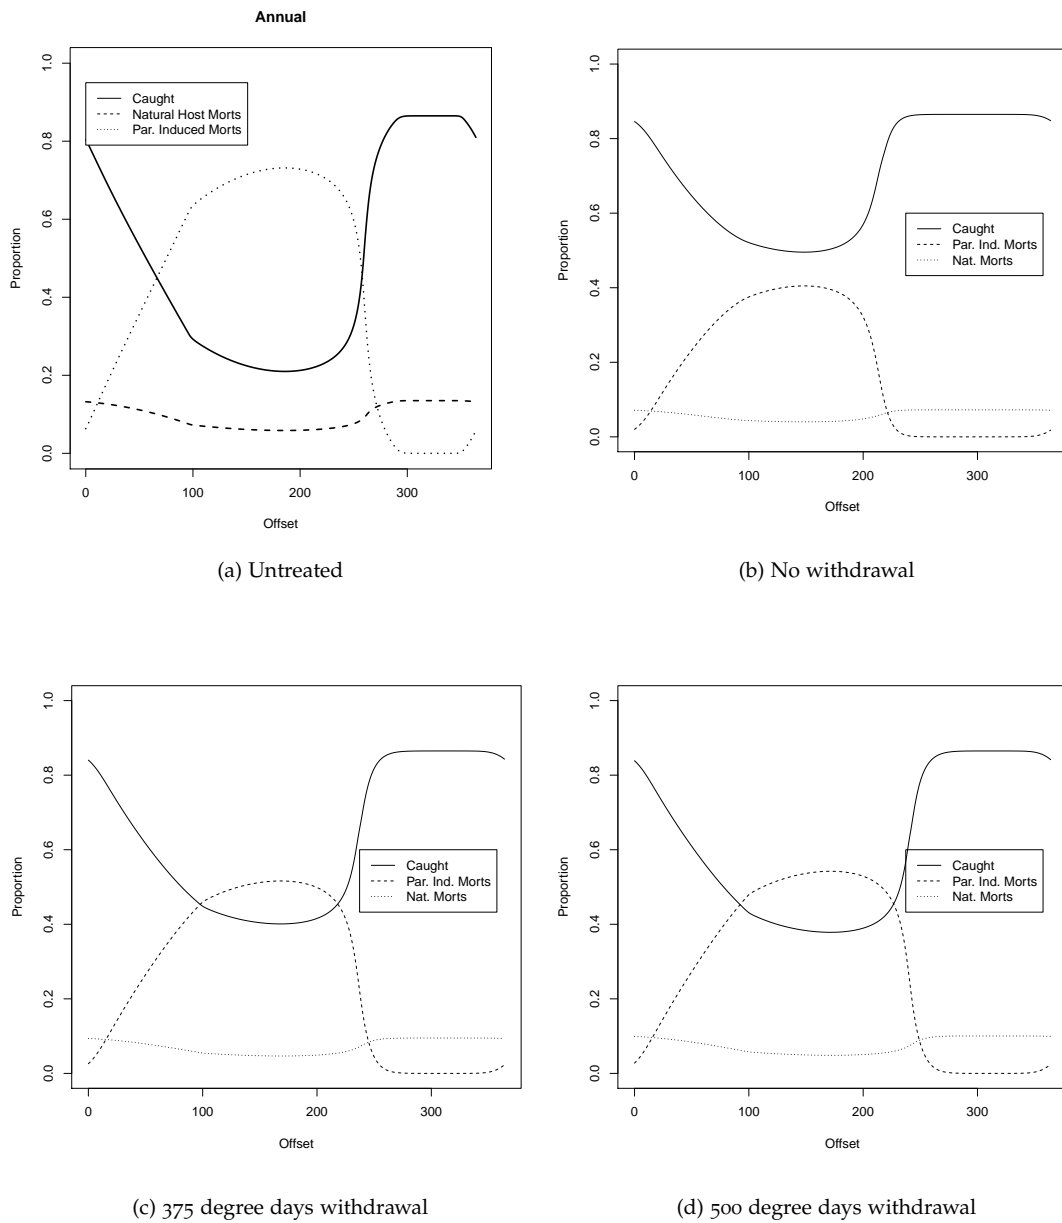 Annual
1.0
0.8
0.6
0.4
0.2
0.0
Proportion
Caught
Natural Host Morts
Par. Induced Morts
0 100 200 300
Offset
(a) Untreated
1.0
0.8
0.6
0.4
0.2
0.0
Proportion
Caught
Par. Ind. Morts
Nat. Morts
0 100 200 300
Offset
(b) No withdrawal
1.0
0.8
0.6
0.4
0.2
0.0
Proportion
Caught
Par. Ind. Morts
Nat. Morts
0 100 200 300
Offset
(c) 375 degree days withdrawal
1.0
0.8
0.6
0.4
0.2
0.0
Proportion
Caught
Par. Ind. Morts
Nat. Morts
0 100 200 300
Offset
(d) 500 degree days withdrawal